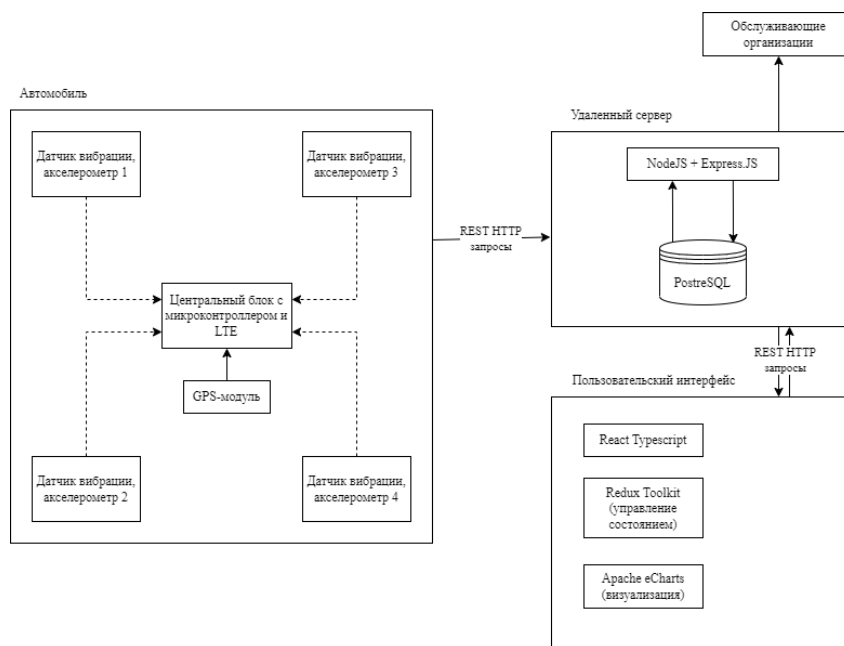 Обслуживающие
организации
Автомобиль
Удаленный сервер
Датчик вибрации,
акселерометр 1
Датчик вибрации,
акселерометр 3
NodeJS + Express.JS
REST HTTP
запросы
PostreSQL
Центральный блок с
микроконтроллером и
LTE
REST HTTP
запросы
GPS-модуль
Пользовательский интерфейс
React Typescript
Датчик вибрации,
акселерометр 2
Датчик вибрации,
акселерометр 4
Redux Toolkit
(управление
состоянием)
Apache eCharts
(визуализация)